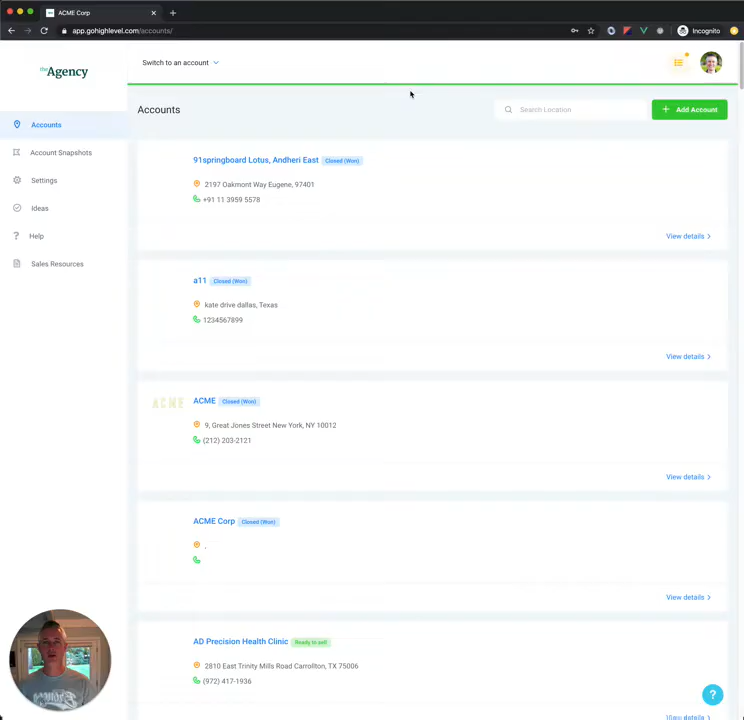 ACME Corp
app.gohighlevel.com/accounts/
Incognito
the Agency
Switch to an account
Accounts
Account Snapshots
Settings
Ideas
Help
Sales Resources
Accounts
Search Location
Add Account
91springboard Lotus, Andheri East Closed (Won)
2197 Oakmont Way Eugene, 97401
+91 11 3959 5578
View details
a11 Closed (Won)
kate drive dallas, Texas
1234567899
View details
ACME
ACME Closed (Won)
9, Great Jones Street New York, NY 10012
(212) 203-2121
View details
ACME Corp Closed (Won)
,
View details
AD Precision Health Clinic Ready to sell
2810 East Trinity Mills Road Carrollton, TX 75006
(972) 417-1936
View details
?